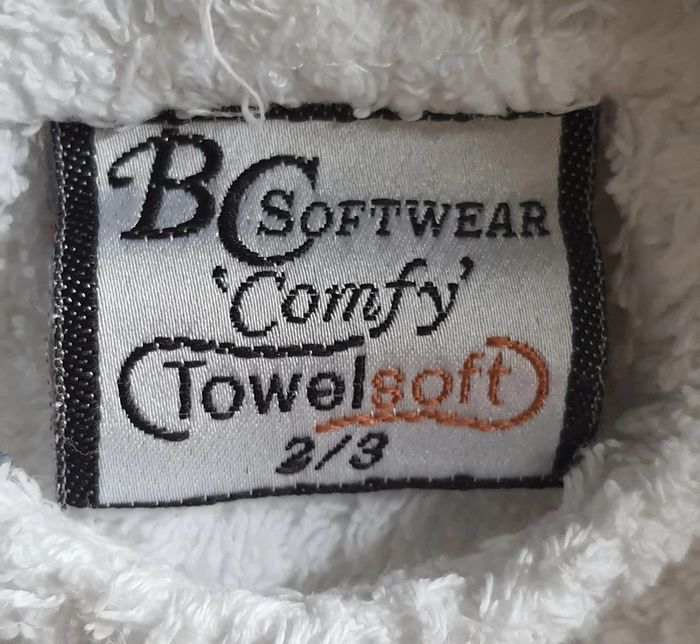 BC SOFTWEAR
'Comfy'
Towelsoft
2/3